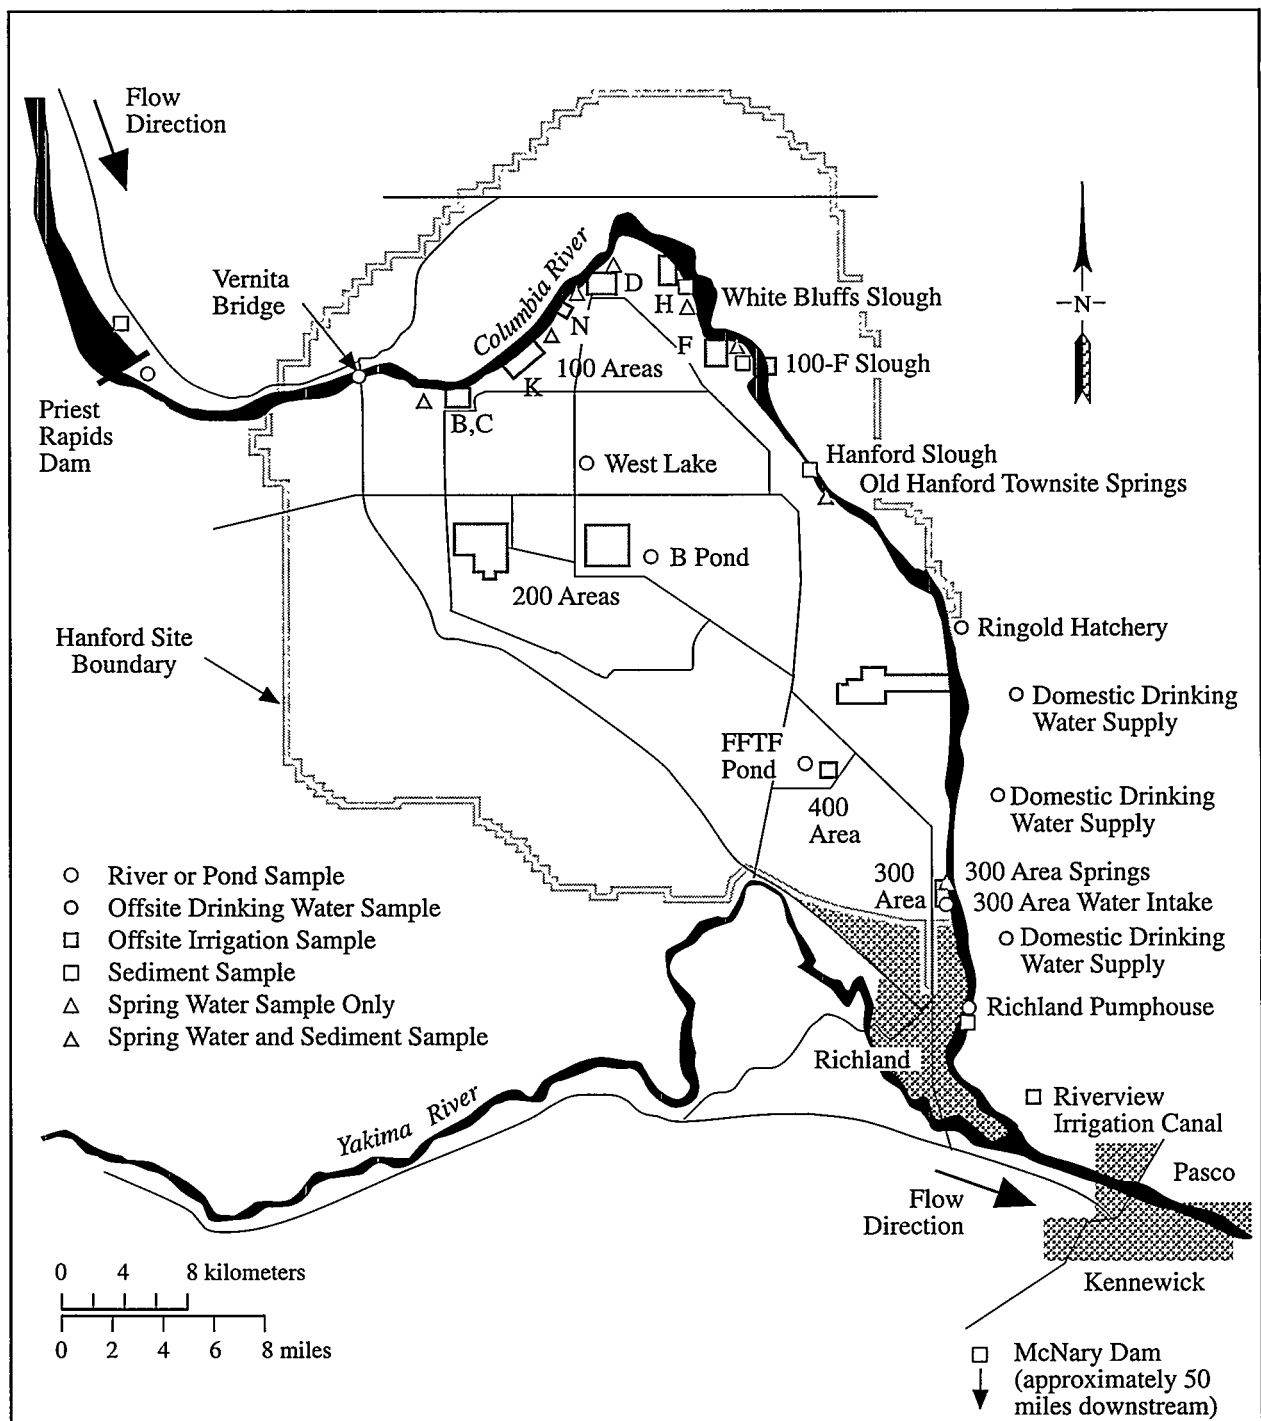 Flow
Direction
Vernita
Bridge
Columbia River
D
H
White Bluffs Slough
N
-N-
F
100-F Slough
100 Areas
K
Priest
Rapids
Dam
B,C
Hanford Slough
West Lake
Old Hanford Townsite Springs
B Pond
200 Areas
Hanford Site
Boundary
Ringold Hatchery
Domestic Drinking
Water Supply
FFTF
Pond
400
Area
Domestic Drinking
Water Supply
300
Area
300 Area Springs
300 Area Water Intake
Domestic Drinking
Water Supply
River or Pond Sample
Offsite Drinking Water Sample
Offsite Irrigation Sample
Sediment Sample
Spring Water Sample Only
Spring Water and Sediment Sample
Richland Pumphouse
Richland
Yakima River
Riverview
Irrigation Canal
Pasco
Flow
Direction
Kennewick
0 4 8 kilometers
0 2 4 6 8 miles
McNary Dam
(approximately 50
miles downstream)